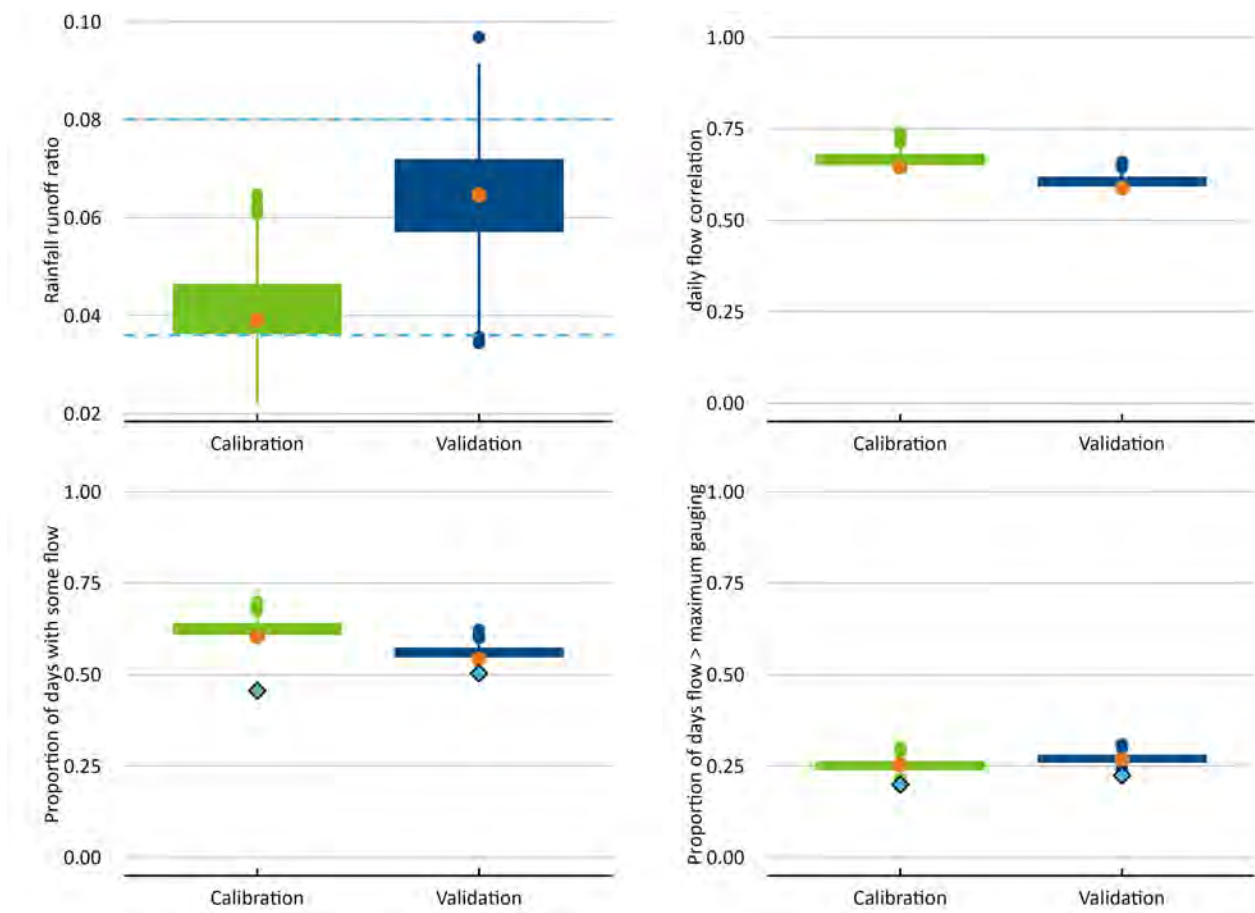 Rainfall runoff ratio
0.10
0.08
0.06
0.04
0.02
Calibration
Validation
daily flow correlation
1.00
0.75
0.50
0.25
0.00
Calibration
Validation
Proportion of days with some flow
1.00
0.75
0.50
0.25
0.00
Calibration
Validation
Proportion of days flow > maximum gauging
1.00
0.75
0.50
0.25
0.00
Calibration
Validation